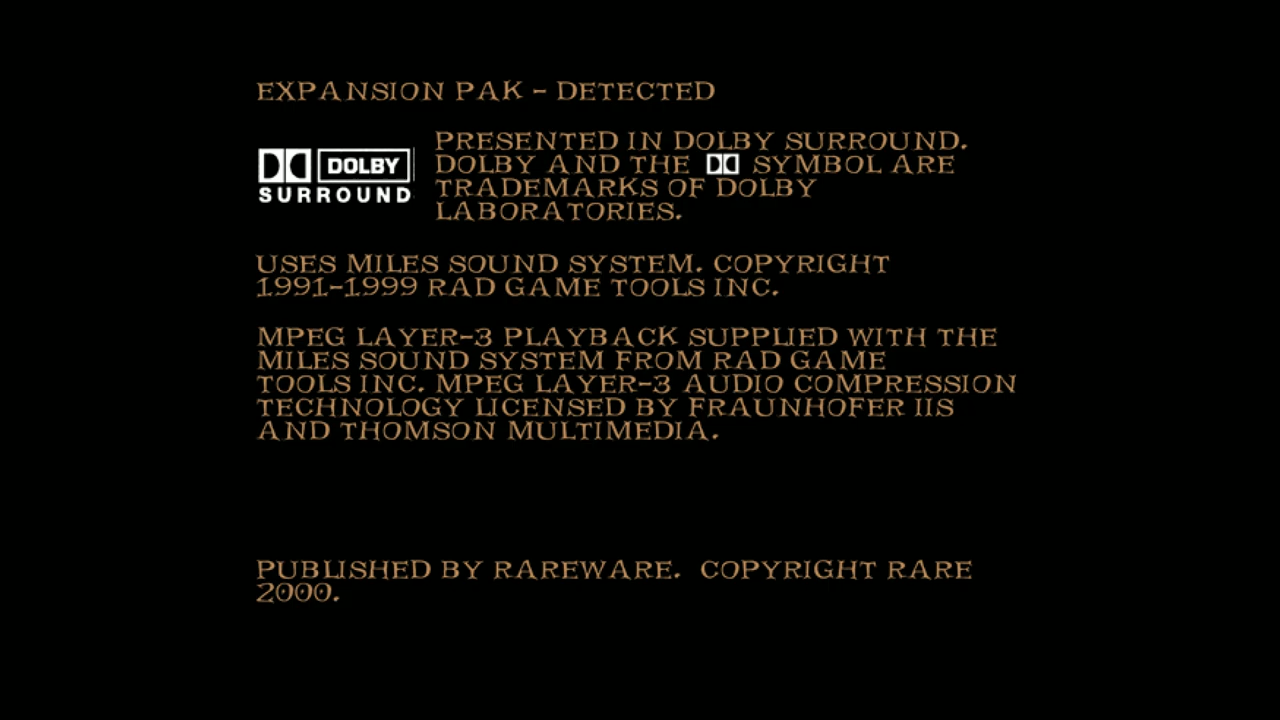 EXPANSION PAK - DETECTED
DOLBY
SURROUND
PRESENTED IN DOLBY SURROUND.
DOLBY AND THE SYMBOL ARE
TRADEMARKS OF DOLBY
LABORATORIES.
USES MILES SOUND SYSTEM. COPYRIGHT
1991-1999 RAD GAME TOOLS INC.
MPEG LAYER-3 PLAYBACK SUPPLIED WITH THE
MILES SOUND SYSTEM FROM RAD GAME
TOOLS INC. MPEG LAYER-3 AUDIO COMPRESSION
TECHNOLOGY LICENSED BY FRAUNHOFER IIS
AND THOMSON MULTIMEDIA.
PUBLISHED BY RAREWARE. COPYRIGHT RARE
2000.